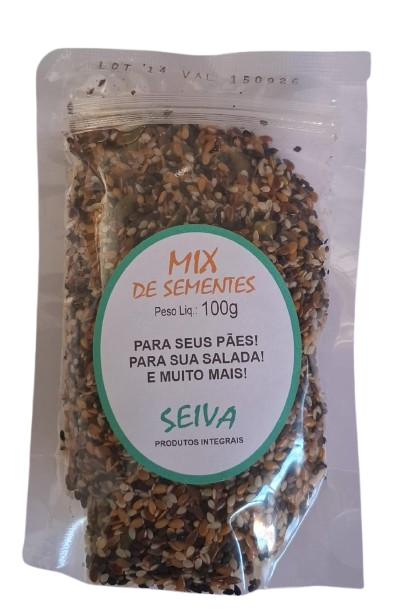 LOT '14 VAL 150926
MIX
DE SEMENTES
Peso Liq.: 100g
PARA SEUS PÃES!
PARA SUA SALADA!
E MUITO MAIS!
SEIVA
PRODUTOS INTEGRAIS